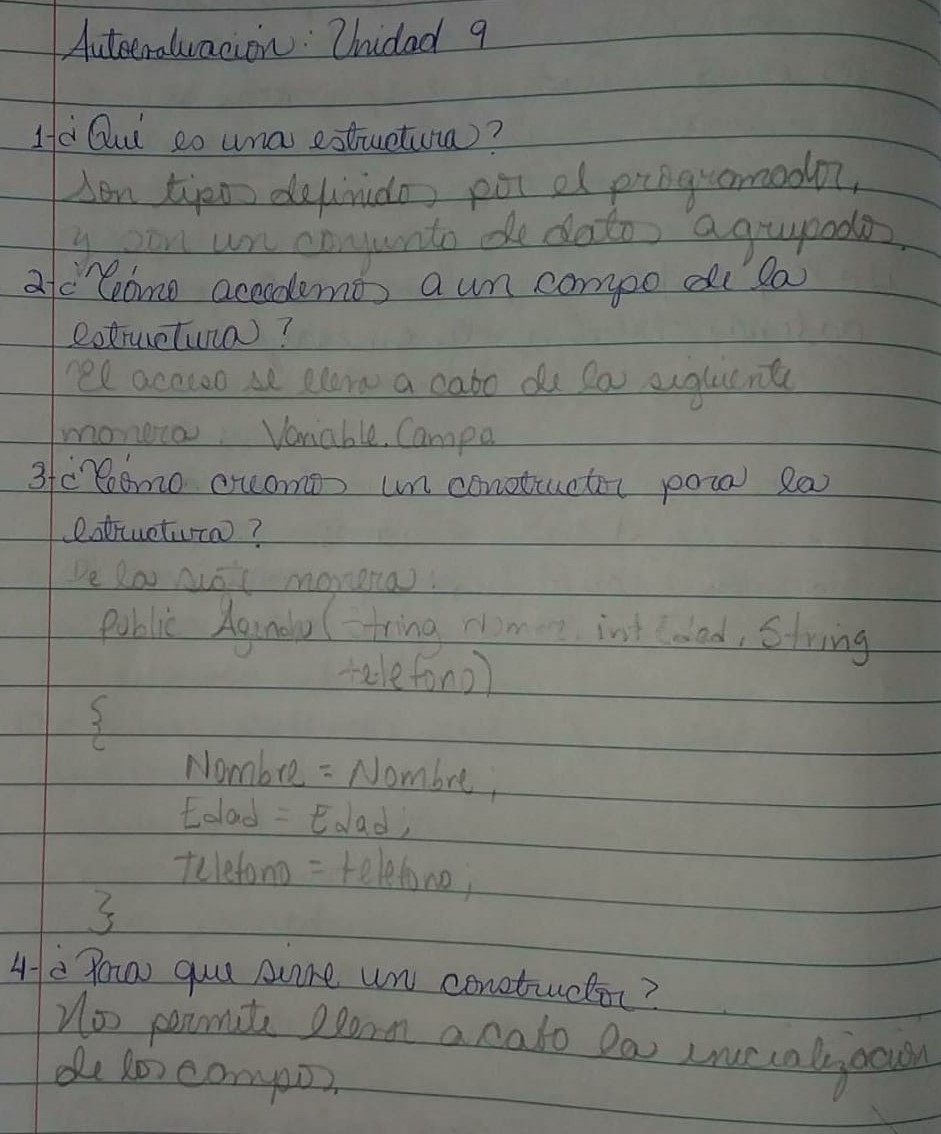 Autoevaluación: Unidad 9
1-¿Qué es una estructura?
Son tipos definidos por el programador,
y son un conjunto de datos agrupados.
2-¿Cómo accedemos a un campo de la
estructura?
El acceso se lleva a cabo de la siguiente
manera. Variable.Campo
3-¿Cómo creamos un constructor para la
estructura?
De la sig. manera:
Public Agenda(String Nombre, int Edad, String
telefono)
{
Nombre = Nombre;
Edad = Edad;
Telefono = telefono;
}
4-¿Para que sirve un constructor?
Nos permite llevar a cabo la inicialización
de los campos.